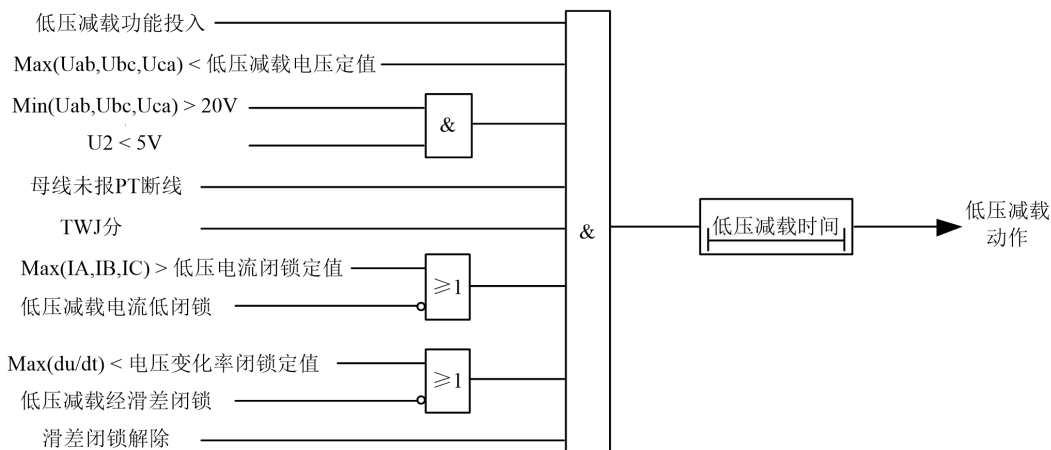 低压减载功能投入
Max(Uab,Ubc,Uca) < 低压减载电压定值
Min(Uab,Ubc,Uca) > 20V
&
U2 < 5V
母线未报PT断线
TWJ分
&
低压减载时间
低压减载
动作
Max(IA,IB,IC) > 低压电流闭锁定值
≥1
低压减载电流低闭锁
Max(du/dt) < 电压变化率闭锁定值
≥1
低压减载经滑差闭锁
滑差闭锁解除